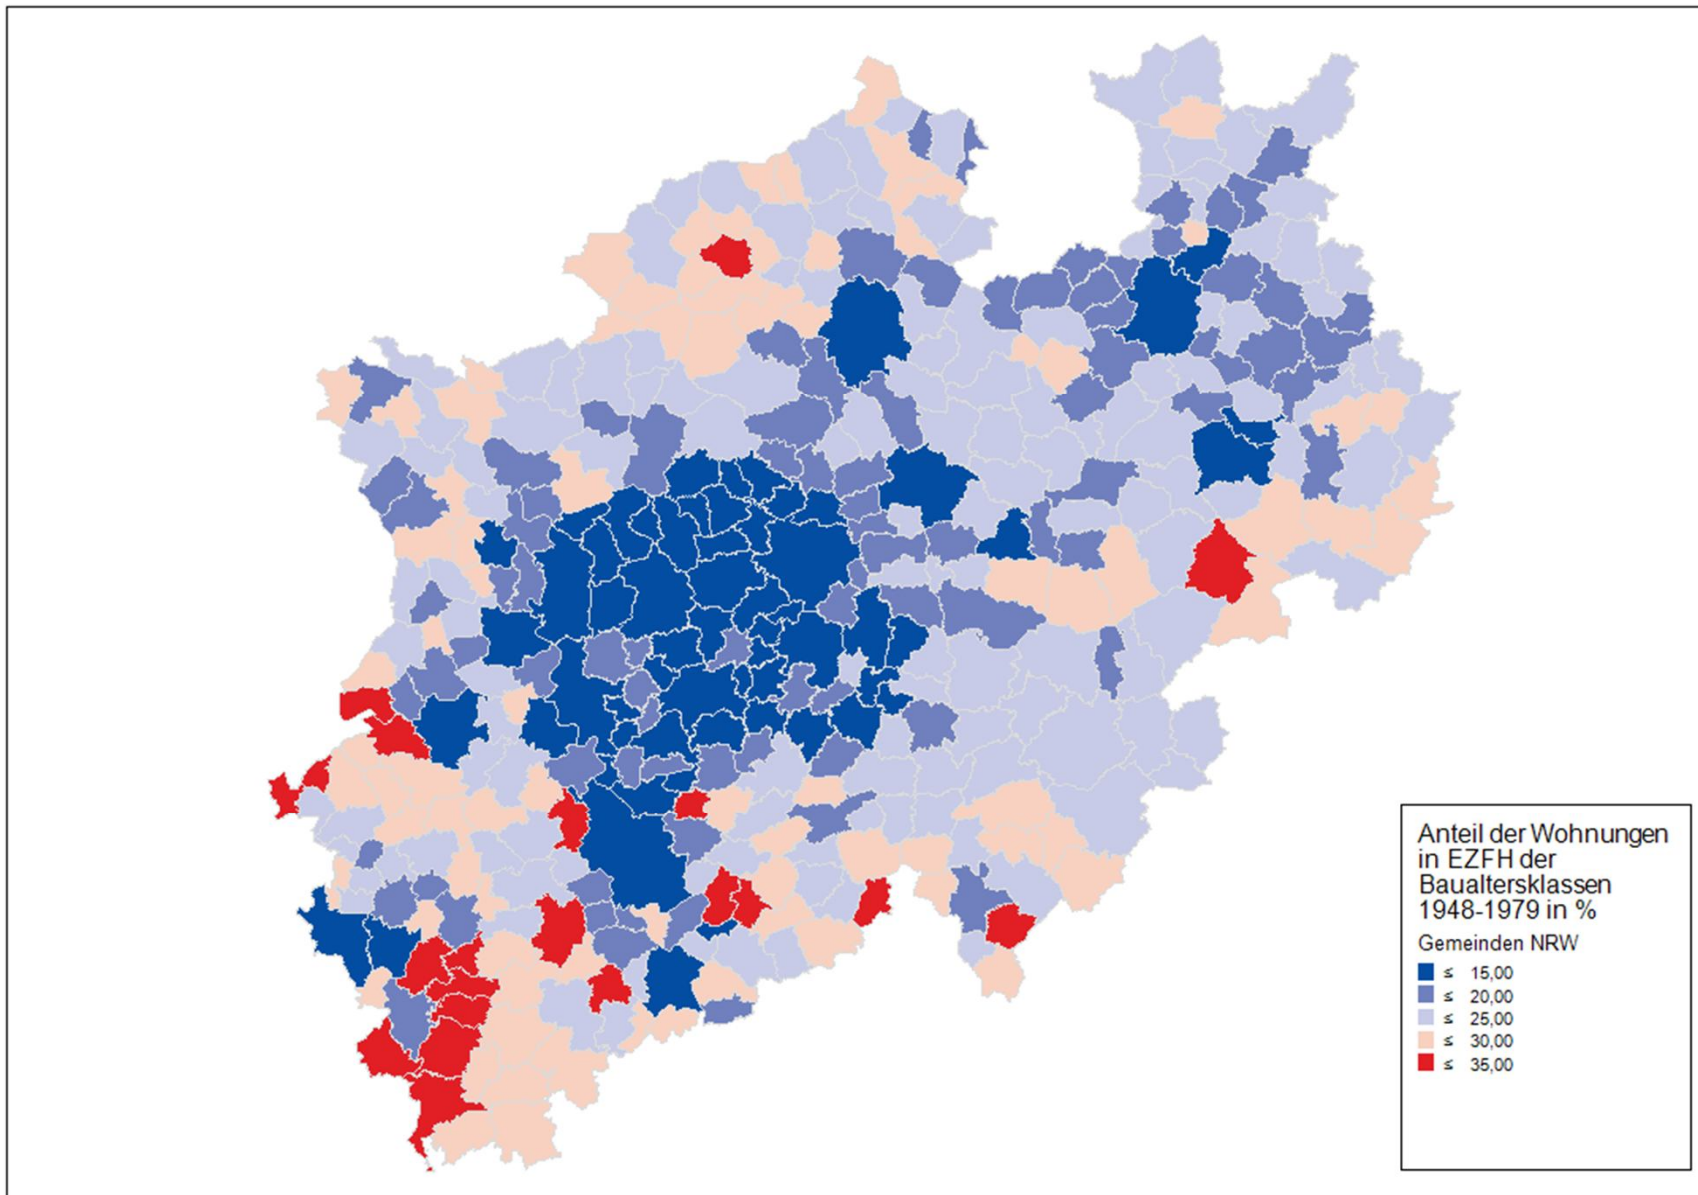 Anteil der Wohnungen
in EZFH der
Baualtersklassen
1948-1979 in %
Gemeinden NRW
≤ 15,00
≤ 20,00
≤ 25,00
≤ 30,00
≤ 35,00